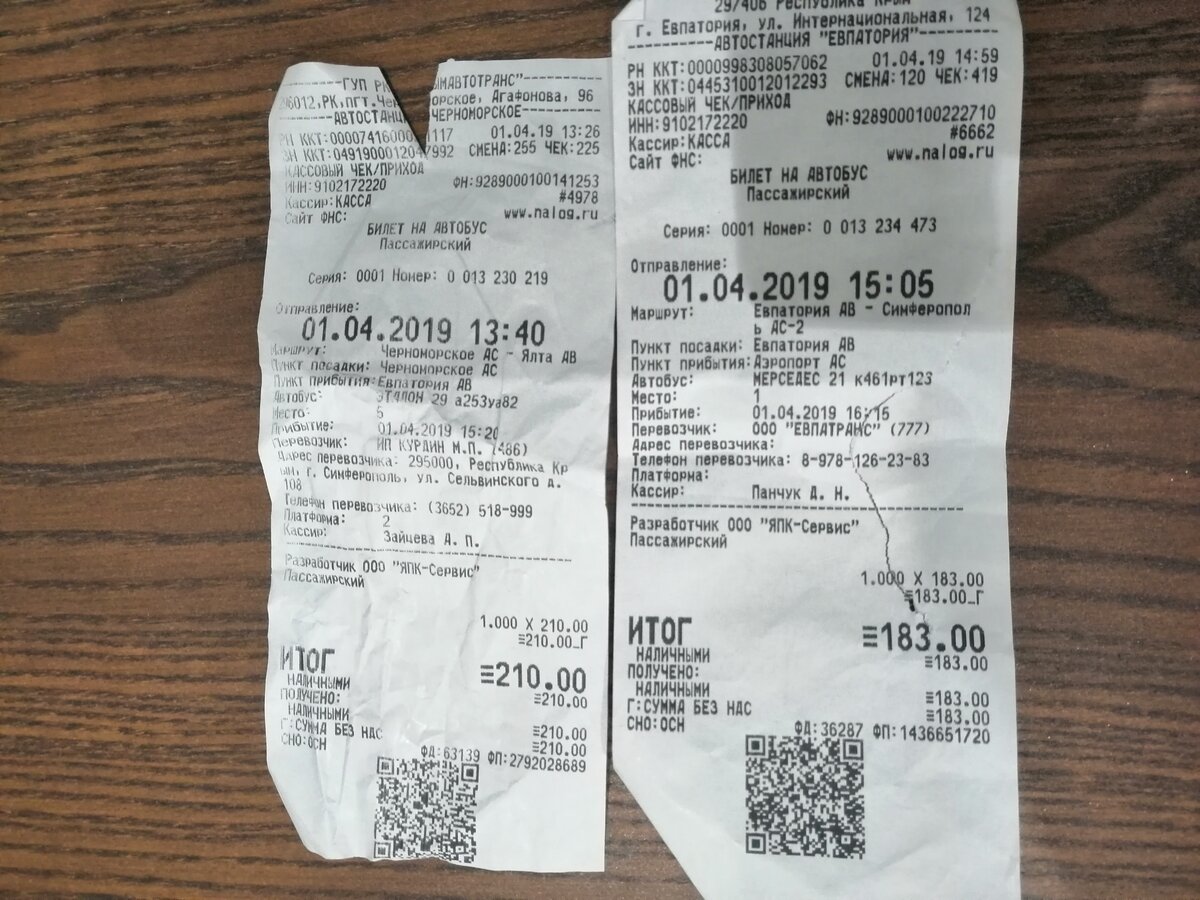 ГУП РК ЫМАВТОТРАНС"
96012,РК,пгт.Че орское, Агафонова, 96
АВТОСТАНЦ ЧЕРНОМОРСКОЕ
РН ККТ:00007416000 117 01.04.19 13:26
ЗН ККТ:0491900012047992 СМЕНА:255 ЧЕК:225
КАССОВЫЙ ЧЕК/ПРИХОД
ИНН:9102172220 ФН:9289000100141253
Кассир:КАССА #4978
Сайт ФНС: www.nalog.ru
БИЛЕТ НА АВТОБУС
Пассажирский
Серия: 0001 Номер: 0 013 230 219
Отправление:
01.04.2019 13:40
Маршрут: Черноморское АС - Ялта АВ
Пункт посадки: Черноморское АС
Пункт прибытия:Евпатория АВ
Автобус: ЭТАЛОН 29 а253уа82
Место: 5
Прибытие: 01.04.2019 15:20
Перевозчик: ИП КУРДИН М.П. (486)
Адрес перевозчика: 295000, Республика Кр
ым, г. Симферополь, ул. Сельвинского д.
108
Телефон перевозчика: (3652) 518-999
Платформа: 2
Кассир: Зайцева А. П.
Разработчик ООО "ЯПК-Сервис"
Пассажирский
1.000 X 210.00
≡210.00_Г
ИТОГ ≡210.00
НАЛИЧНЫМИ ≡210.00
ПОЛУЧЕНО:
НАЛИЧНЫМИ ≡210.00
Г:СУММА БЕЗ НДС ≡210.00
СНО:ОСН ФД:63139 ФП:2792028689
297406 Республика Крым
г. Евпатория, ул. Интернациональная, 124
АВТОСТАНЦИЯ "ЕВПАТОРИЯ"
РН ККТ:0000998308057062 01.04.19 14:59
ЗН ККТ:0445310012012293 СМЕНА:120 ЧЕК:419
КАССОВЫЙ ЧЕК/ПРИХОД
ИНН:9102172220 ФН:9289000100222710
Кассир:КАССА #6662
Сайт ФНС: www.nalog.ru
БИЛЕТ НА АВТОБУС
Пассажирский
Серия: 0001 Номер: 0 013 234 473
Отправление:
01.04.2019 15:05
Маршрут: Евпатория АВ - Симферопол
ь АС-2
Пункт посадки: Евпатория АВ
Пункт прибытия:Аэропорт АС
Автобус: МЕРСЕДЕС 21 к461рт123
Место: 1
Прибытие: 01.04.2019 16:15
Перевозчик: ООО "ЕВПАТРАНС" (777)
Адрес перевозчика:
Телефон перевозчика: 8-978-126-23-83
Платформа:
Кассир: Панчук Д. Н.
Разработчик ООО "ЯПК-Сервис"
Пассажирский
1.000 X 183.00
≡183.00_Г
ИТОГ ≡183.00
НАЛИЧНЫМИ ≡183.00
ПОЛУЧЕНО:
НАЛИЧНЫМИ ≡183.00
Г:СУММА БЕЗ НДС ≡183.00
СНО:ОСН ФД:36287 ФП:1436651720